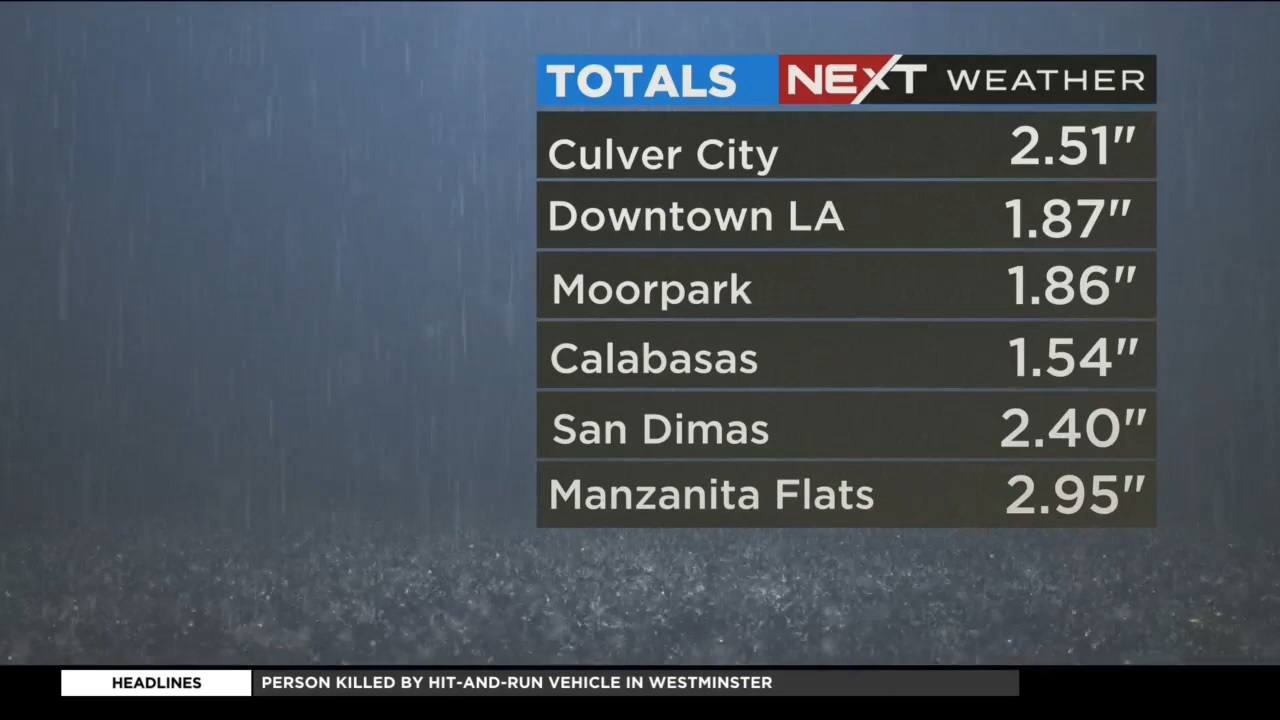 TOTALS NEXT WEATHER
Culver City 2.51"
Downtown LA 1.87"
Moorpark 1.86"
Calabasas 1.54"
San Dimas 2.40"
Manzanita Flats 2.95"
HEADLINES PERSON KILLED BY HIT-AND-RUN VEHICLE IN WESTMINSTER